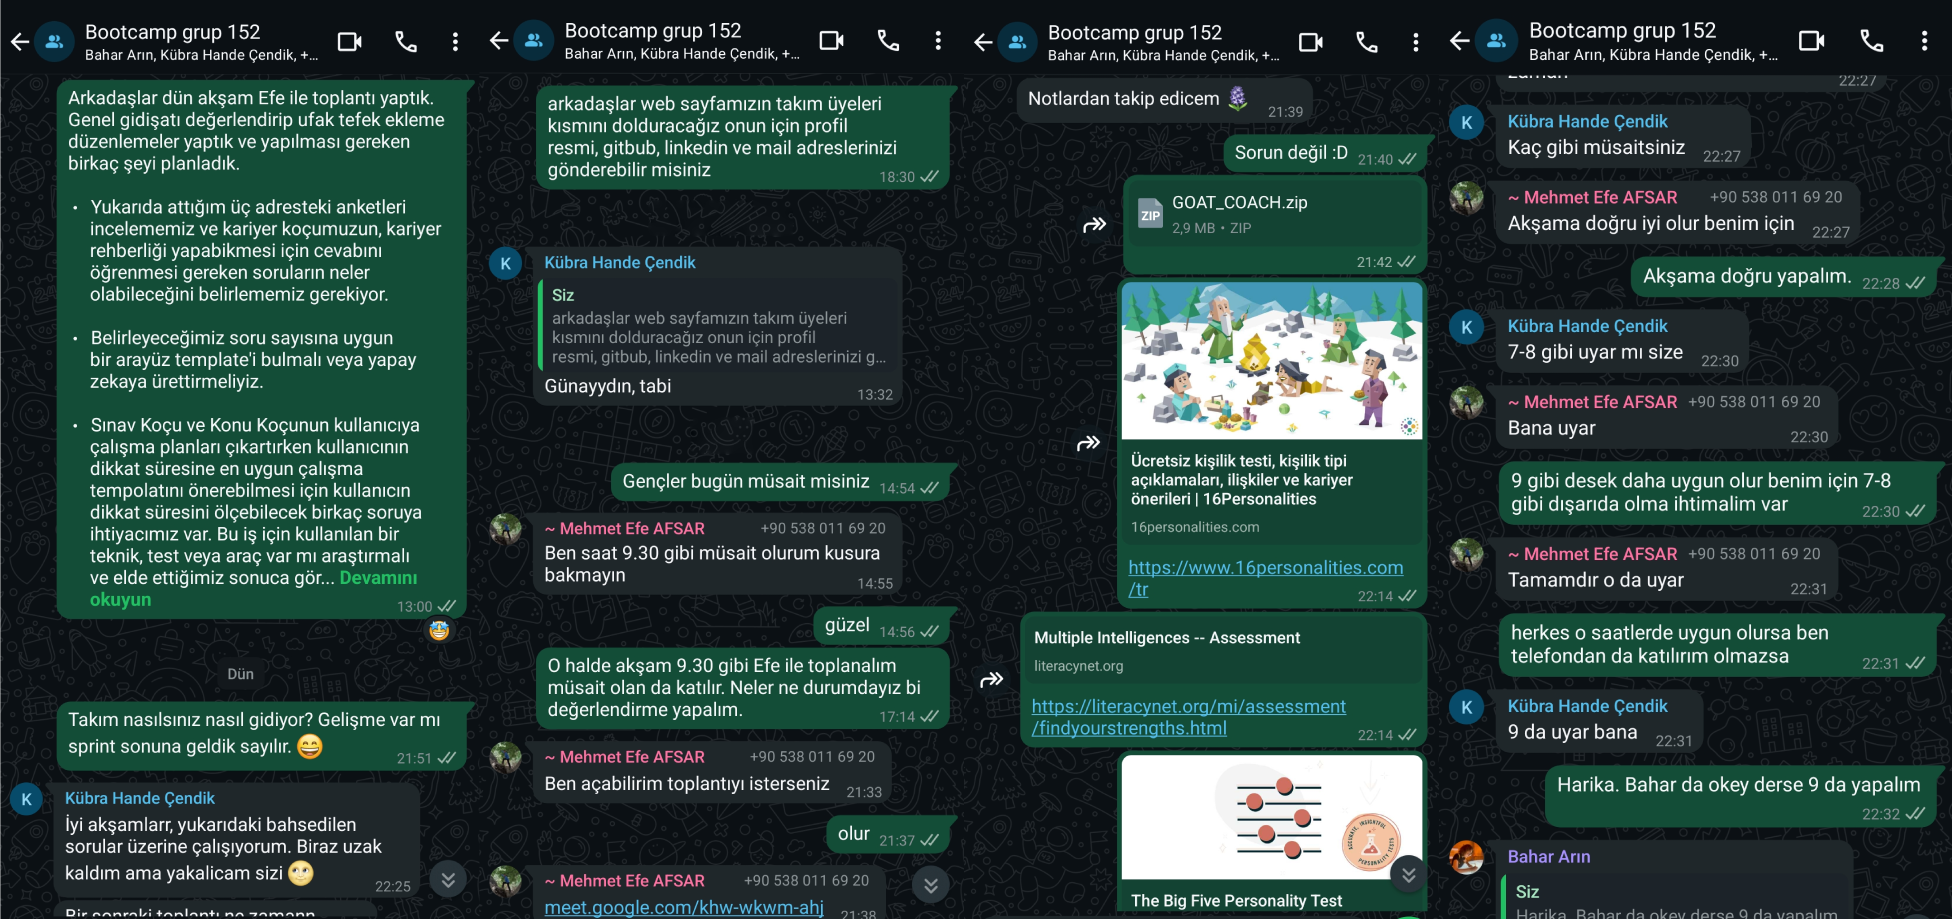 Bootcamp grup 152
Bahar Arın, Kübra Hande Çendik, +...
Arkadaşlar dün akşam Efe ile toplantı yaptık.
Genel gidişatı değerlendirip ufak tefek ekleme
düzenlemeler yaptık ve yapılması gereken
birkaç şeyi planladık.
• Yukarıda attığım üç adresteki anketleri
incelememiz ve kariyer koçumuzun, kariyer
rehberliği yapabikmesi için cevabını
öğrenmesi gereken soruların neler
olabileceğini belirlememiz gerekiyor.
• Belirleyeceğimiz soru sayısına uygun
bir arayüz template'i bulmalı veya yapay
zekaya ürettirmeliyiz.
• Sınav Koçu ve Konu Koçunun kullanıcıya
çalışma planları çıkartırken kullanıcının
dikkat süresine en uygun çalışma
tempolatını önerebilmesi için kullanıcın
dikkat süresini ölçebilecek birkaç soruya
ihtiyacımız var. Bu iş için kullanılan bir
teknik, test veya araç var mı araştırmalı
ve elde ettiğimiz sonuca gör... Devamını
okuyun
13:00
Dün
Takım nasılsınız nasıl gidiyor? Gelişme var mı
sprint sonuna geldik sayılır. 😄
21:51
K
Kübra Hande Çendik
İyi akşamlarr, yukarıdaki bahsedilen
sorular üzerine çalışıyorum. Biraz uzak
kaldım ama yakalicam sizi 🌝
22:25
Bir sonraki toplantı ne zamann
Bootcamp grup 152
Bahar Arın, Kübra Hande Çendik, +...
arkadaşlar web sayfamızın takım üyeleri
kısmını dolduracağız onun için profil
resmi, gitbub, linkedin ve mail adreslerinizi
gönderebilir misiniz
18:30
K
Kübra Hande Çendik
Siz
arkadaşlar web sayfamızın takım üyeleri
kısmını dolduracağız onun için profil
resmi, gitbub, linkedin ve mail adreslerinizi g...
Günayydın, tabi
13:32
Gençler bugün müsait misiniz
14:54
~ Mehmet Efe AFSAR +90 538 011 69 20
Ben saat 9.30 gibi müsait olurum kusura
bakmayın
14:55
güzel
14:56
O halde akşam 9.30 gibi Efe ile toplanalım
müsait olan da katılır. Neler ne durumdayız bi
değerlendirme yapalım.
17:14
~ Mehmet Efe AFSAR +90 538 011 69 20
Ben açabilirim toplantıyı isterseniz
21:33
olur
21:37
~ Mehmet Efe AFSAR +90 538 011 69 20
meet.google.com/khw-wkwm-ahj
21:38
Bootcamp grup 152
Bahar Arın, Kübra Hande Çendik, +...
Notlardan takip edicem
21:39
Sorun değil :D
21:40
ZIP
GOAT_COACH.zip
2,9 MB • ZIP
21:42
Ücretsiz kişilik testi, kişilik tipi
açıklamaları, ilişkiler ve kariyer
önerileri | 16Personalities
16personalities.com
https://www.16personalities.com
/tr
22:14
Multiple Intelligences -- Assessment
literacynet.org
https://literacynet.org/mi/assessment
/findyourstrengths.html
22:14
The Big Five Personality Test
Bootcamp grup 152
Bahar Arın, Kübra Hande Çendik, +...
zaman
22:27
K
Kübra Hande Çendik
Kaç gibi müsaitsiniz
22:27
~ Mehmet Efe AFSAR +90 538 011 69 20
Akşama doğru iyi olur benim için
22:27
Akşama doğru yapalım.
22:28
K
Kübra Hande Çendik
7-8 gibi uyar mı size
22:30
~ Mehmet Efe AFSAR +90 538 011 69 20
Bana uyar
22:30
9 gibi desek daha uygun olur benim için 7-8
gibi dışarıda olma ihtimalim var
22:30
~ Mehmet Efe AFSAR +90 538 011 69 20
Tamamdır o da uyar
22:31
herkes o saatlerde uygun olursa ben
telefondan da katılırım olmazsa
22:31
K
Kübra Hande Çendik
9 da uyar bana
22:31
Harika. Bahar da okey derse 9 da yapalım
22:32
Bahar Arın
Siz
Harika. Bahar da okey derse 9 da yapalım